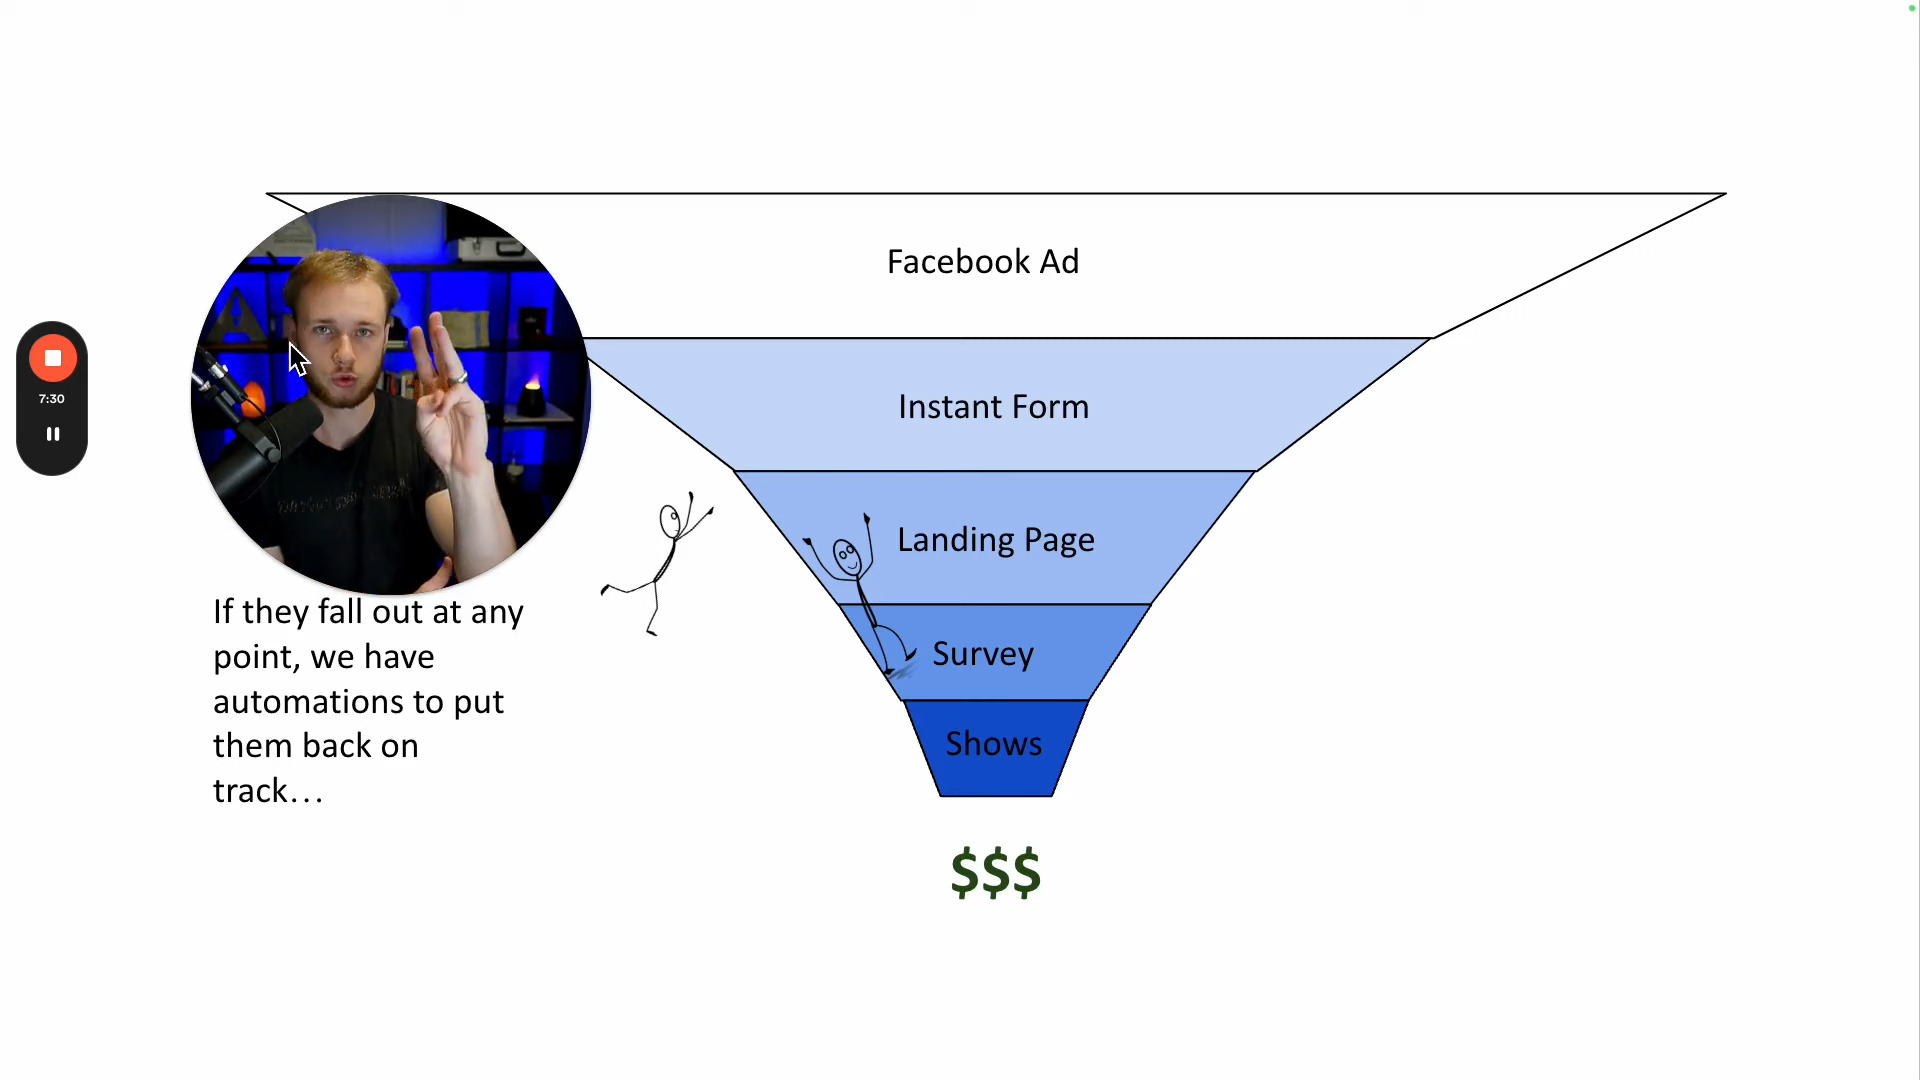 Facebook Ad
Instant Form
Landing Page
Survey
Shows
$$$
7:30
If they fall out at any
point, we have
automations to put
them back on
track…